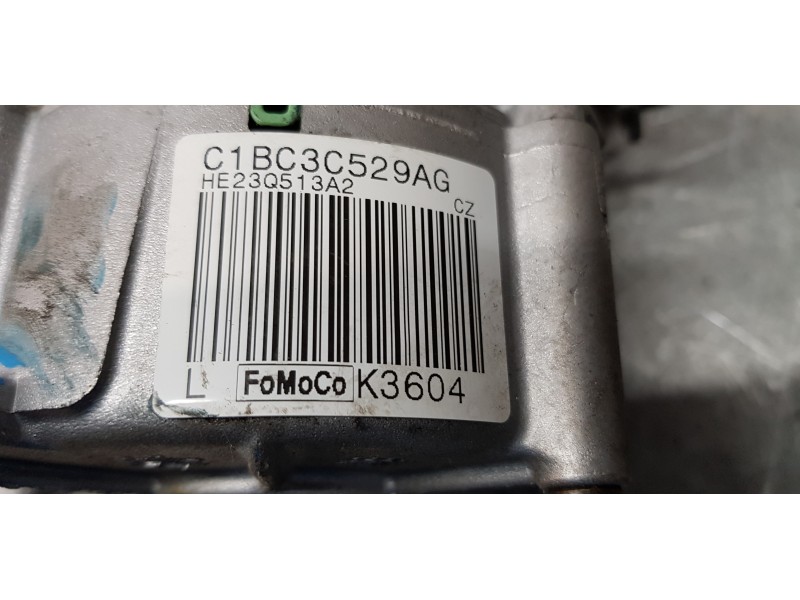 C1BC3C529AG
HE23Q513A2
CZ
L FoMoCo K3604